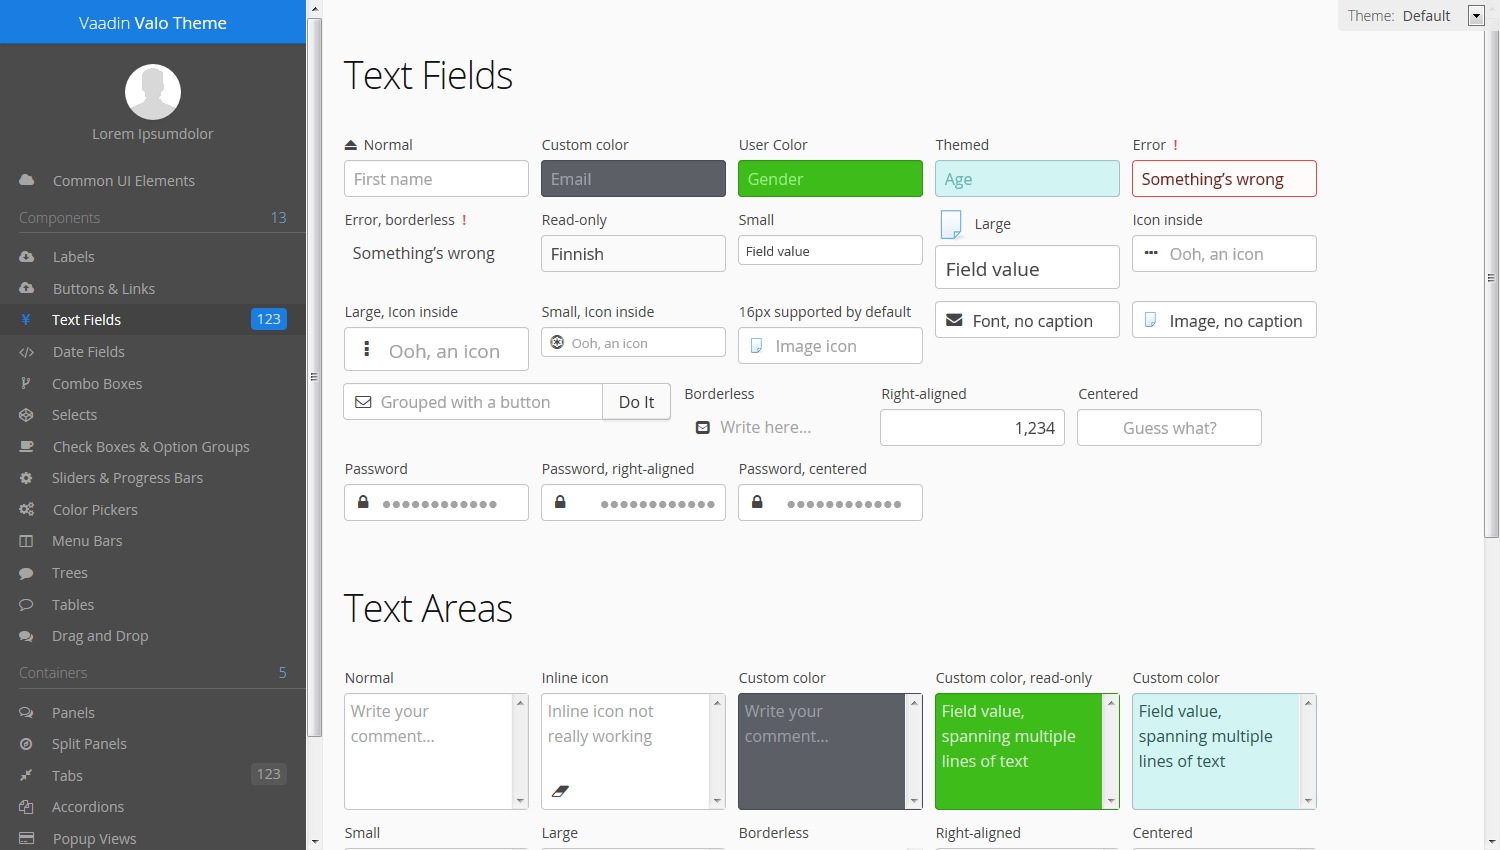 Vaadin Valo Theme
Lorem Ipsumdolor
Common UI Elements
Components 13
Labels
Buttons & Links
Text Fields 123
Date Fields
Combo Boxes
Selects
Check Boxes & Option Groups
Sliders & Progress Bars
Color Pickers
Menu Bars
Trees
Tables
Drag and Drop
Containers 5
Panels
Split Panels
Tabs 123
Accordions
Popup Views
Theme: Default
Text Fields
Normal Custom color User Color Themed Error !
First name Email Gender Age Something's wrong
Error, borderless ! Read-only Small Large Icon inside
Something's wrong Finnish Field value Field value Ooh, an icon
Large, Icon inside Small, Icon inside 16px supported by default
Ooh, an icon Ooh, an icon Image icon Font, no caption Image, no caption
Borderless Right-aligned Centered
Grouped with a button Do It Write here... 1,234 Guess what?
Password Password, right-aligned Password, centered
Text Areas
Normal Inline icon Custom color Custom color, read-only Custom color
Write your Inline icon not Write your Field value, Field value,
comment... really working comment... spanning multiple spanning multiple
lines of text lines of text
Small Large Borderless Right-aligned Centered